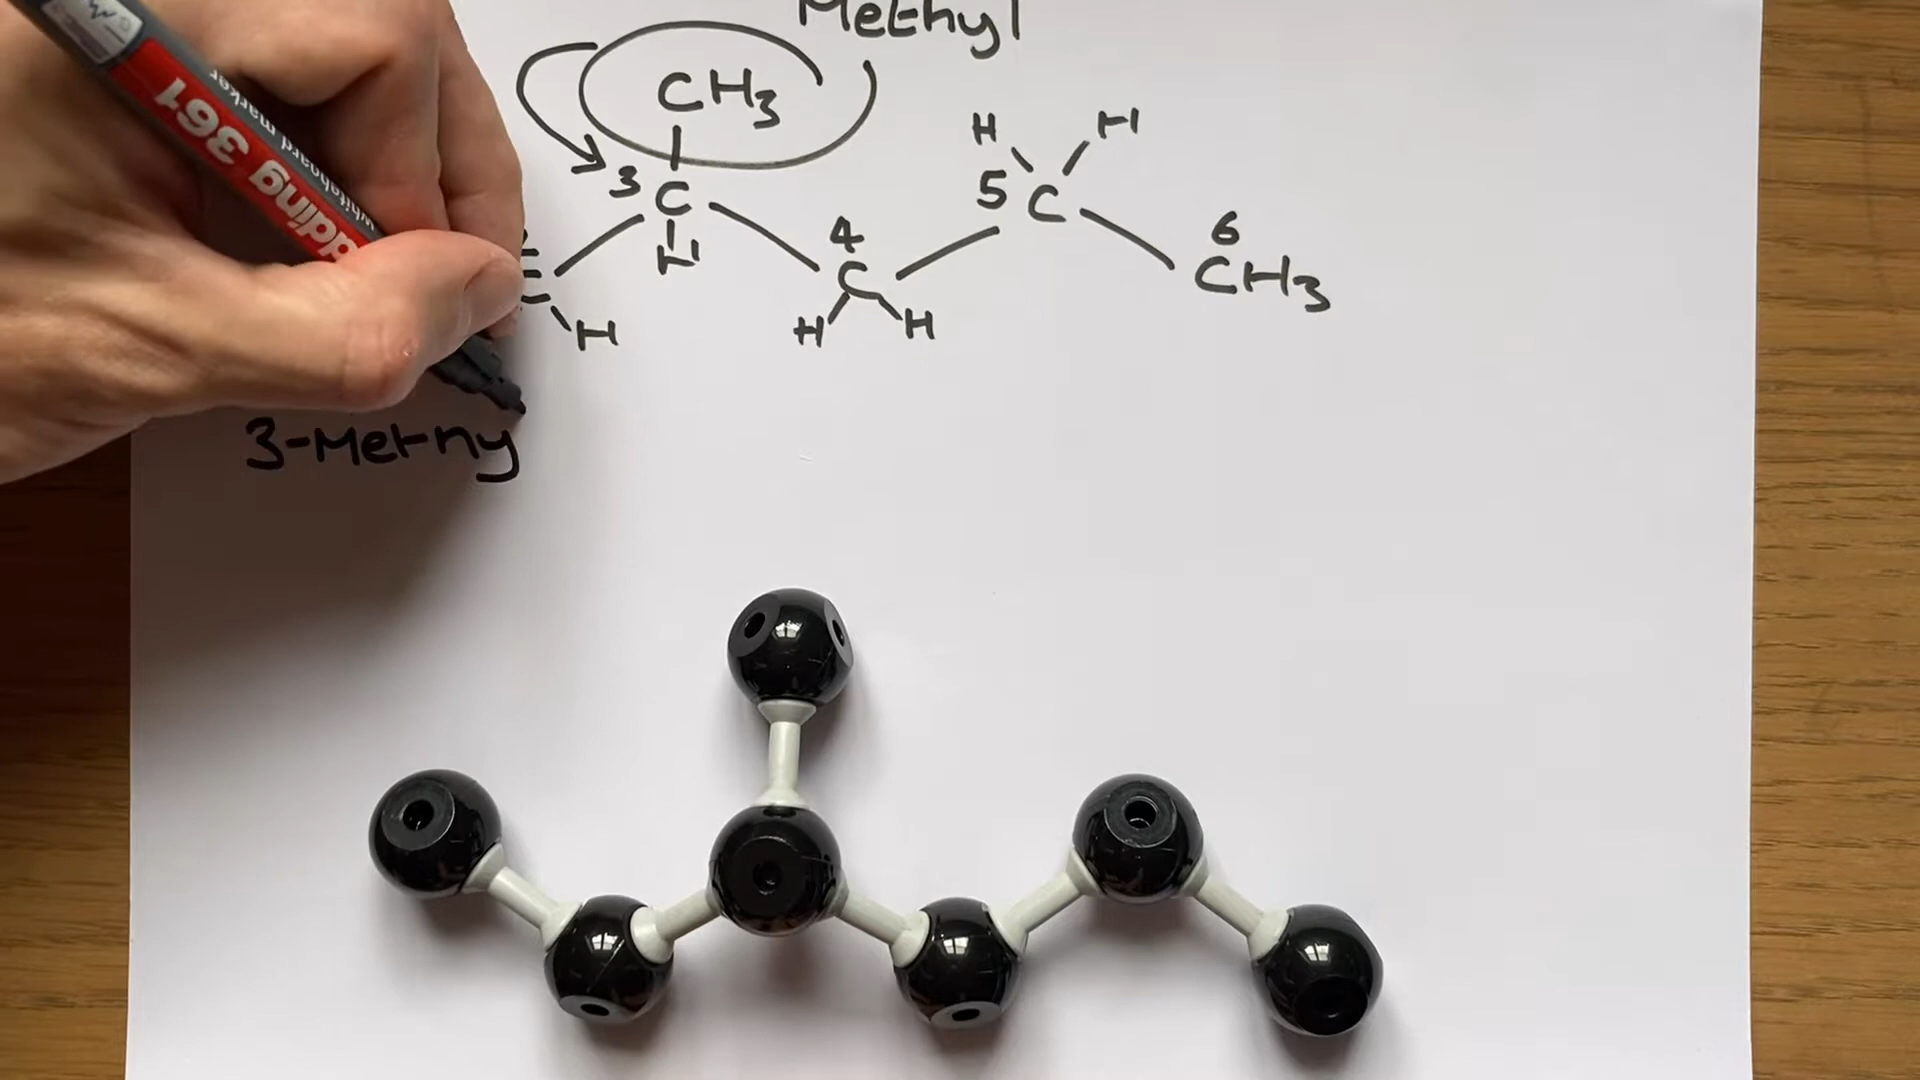 Methyl
CH3
H H
3 C 5 C
H 4 6
C CH3
H H H
3-Methy
edding 361
whiteboard marker